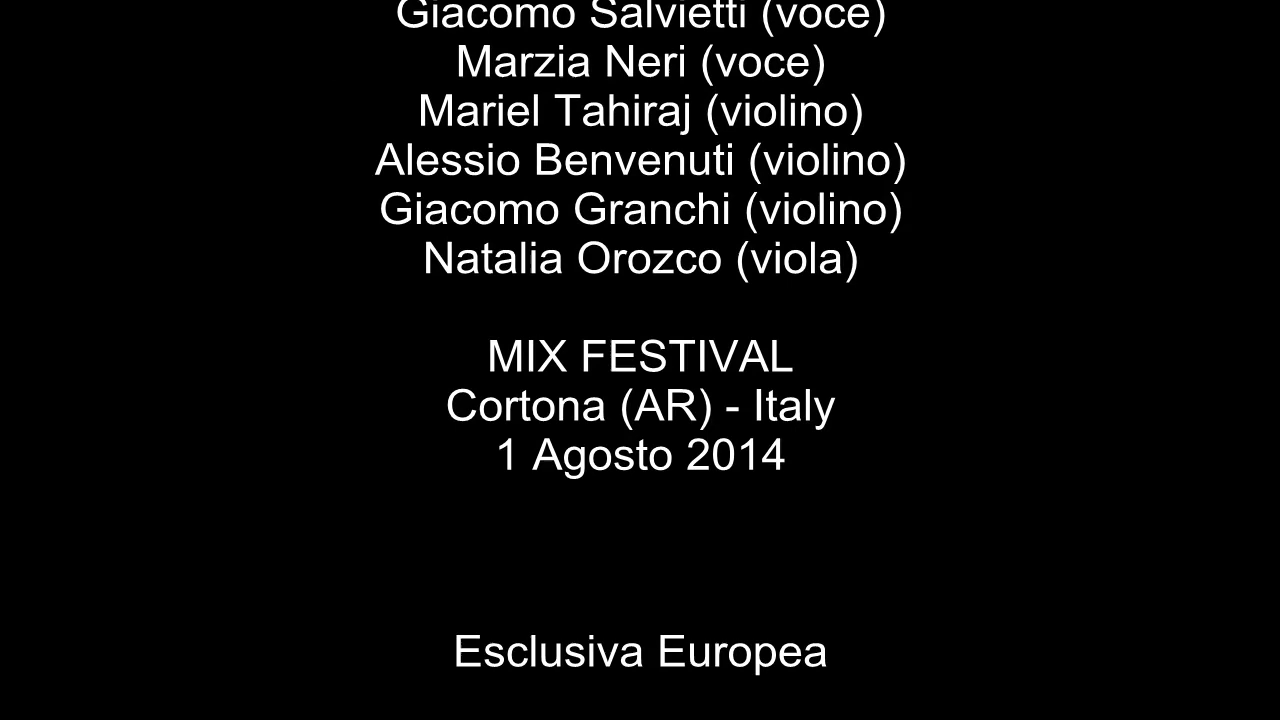 Giacomo Salvietti (voce)
Marzia Neri (voce)
Mariel Tahiraj (violino)
Alessio Benvenuti (violino)
Giacomo Granchi (violino)
Natalia Orozco (viola)
MIX FESTIVAL
Cortona (AR) - Italy
1 Agosto 2014
Esclusiva Europea